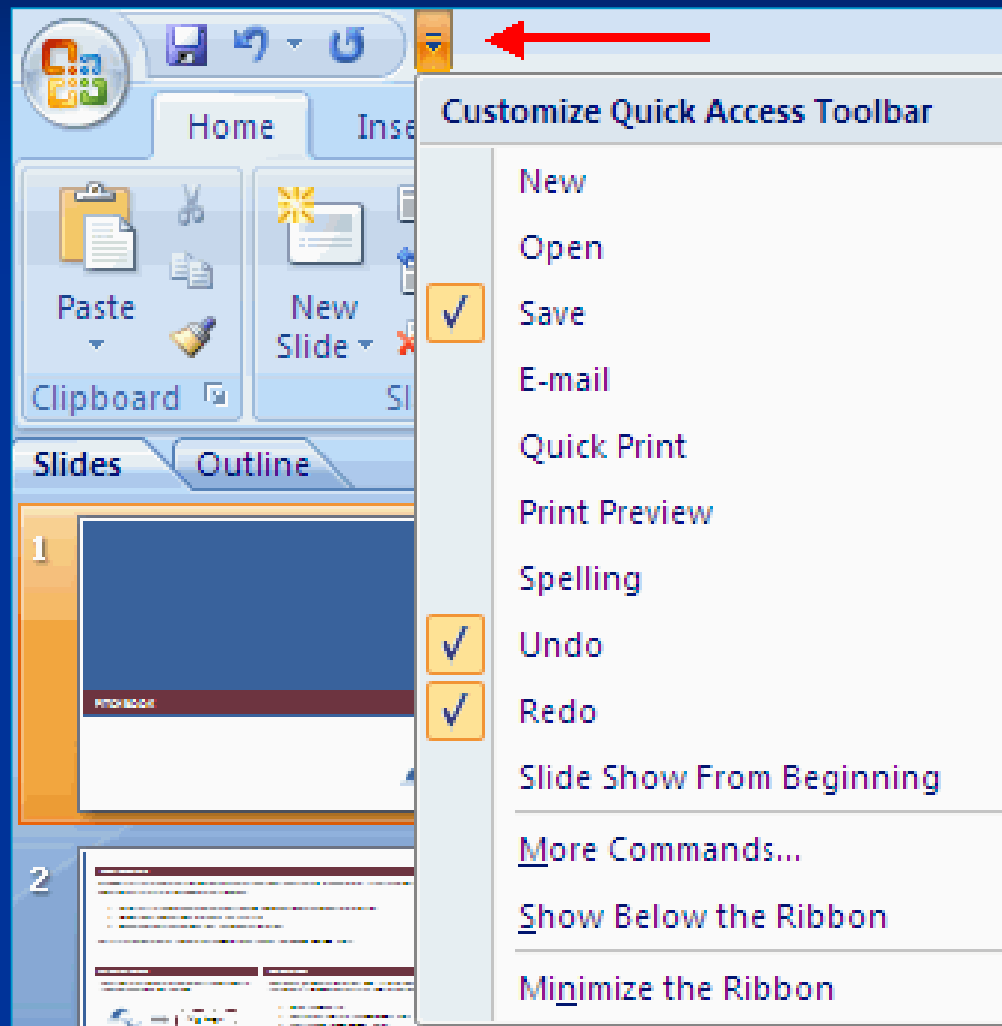 Home
Inse
Customize Quick Access Toolbar
New
Open
Save
E-mail
Quick Print
Print Preview
Spelling
Undo
Redo
Slide Show From Beginning
More Commands...
Show Below the Ribbon
Minimize the Ribbon
Paste
New
Slide
Clipboard
Sl
Slides
Outline
1
PITCHBOOK
2